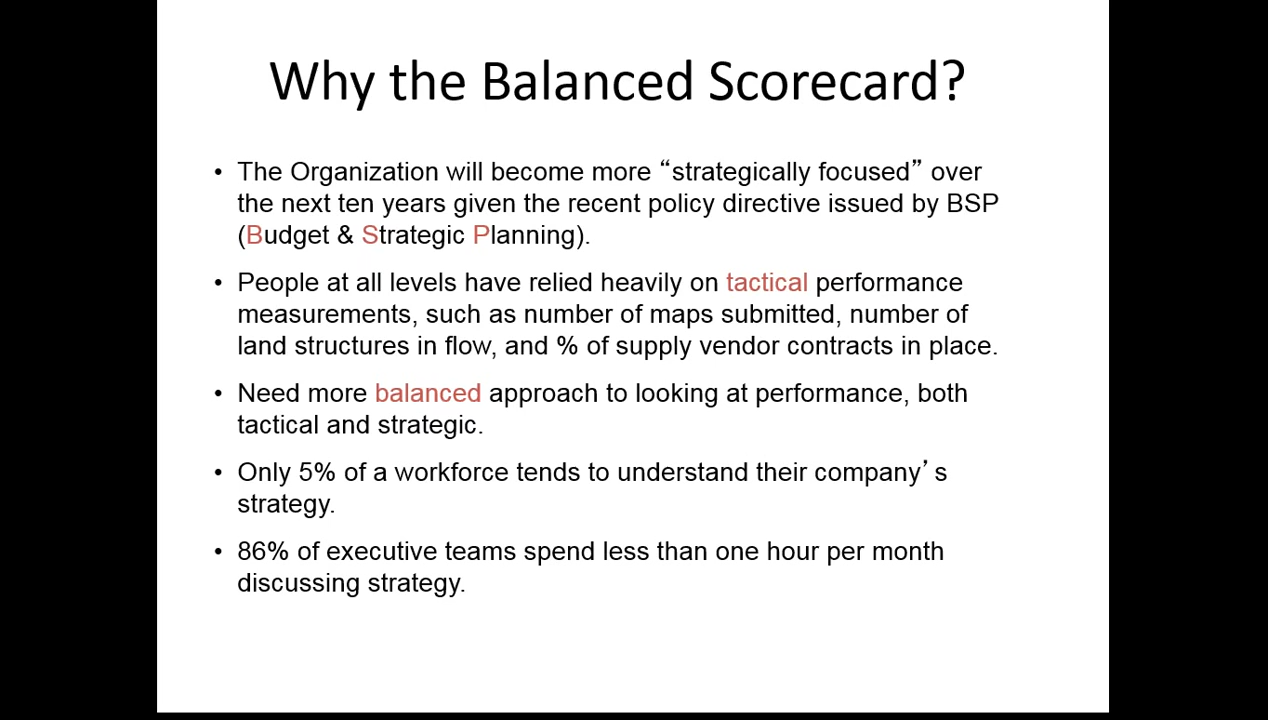 Why the Balanced Scorecard?
• The Organization will become more “strategically focused” over
the next ten years given the recent policy directive issued by BSP
(Budget & Strategic Planning).
• People at all levels have relied heavily on tactical performance
measurements, such as number of maps submitted, number of
land structures in flow, and % of supply vendor contracts in place.
• Need more balanced approach to looking at performance, both
tactical and strategic.
• Only 5% of a workforce tends to understand their company’s
strategy.
• 86% of executive teams spend less than one hour per month
discussing strategy.